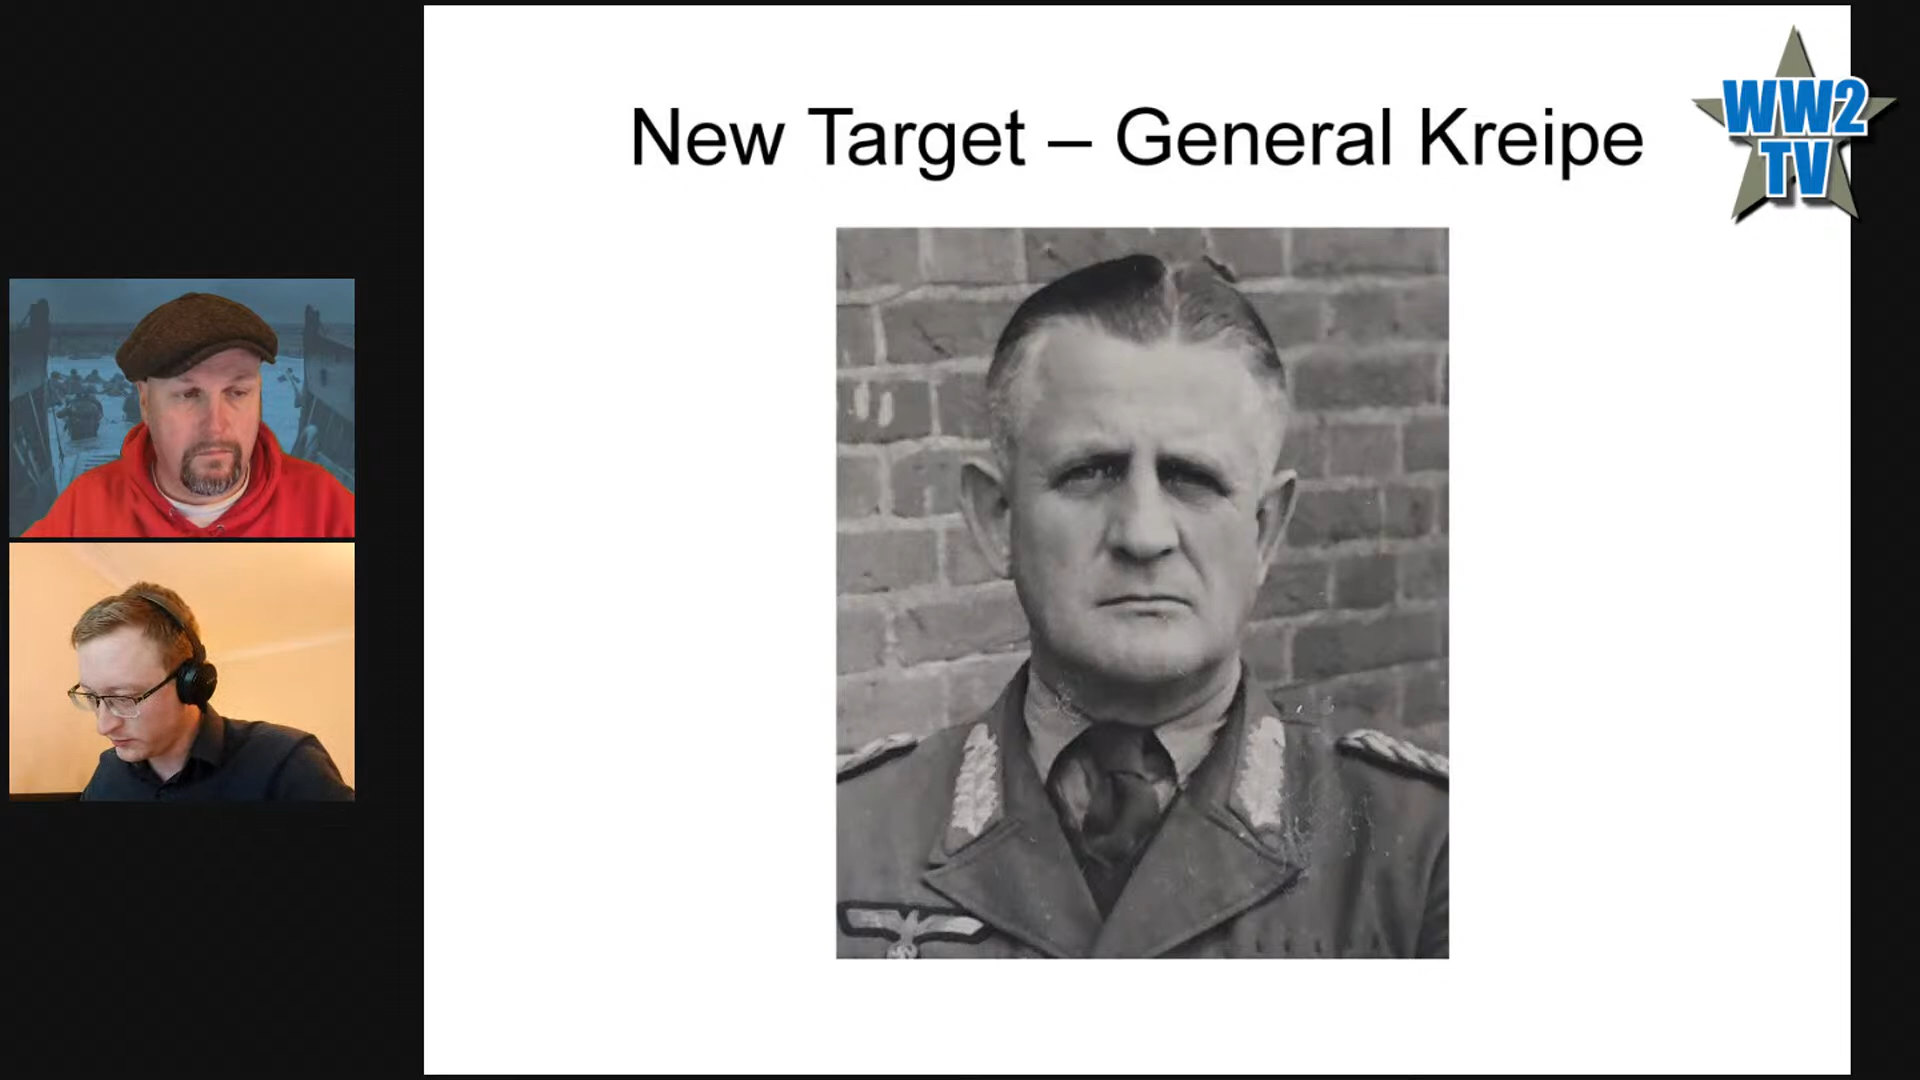 New Target – General Kreipe
WW2
TV